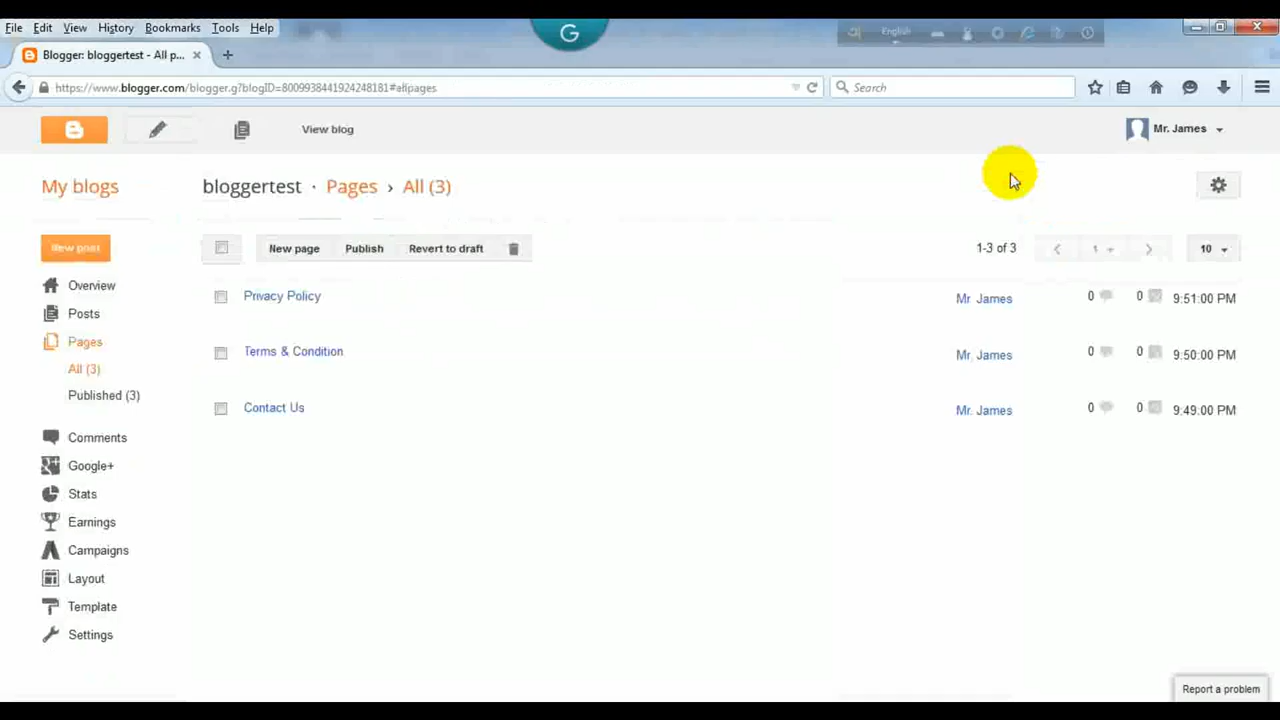 File Edit View History Bookmarks Tools Help
G
English
Blogger: bloggertest - All p...
https://www.blogger.com/blogger.g?blogID=8009938441924248181#allpages
Search
View blog
Mr. James
My blogs
bloggertest · Pages › All (3)
New post
New page Publish Revert to draft
1-3 of 3
1
10
Overview
Privacy Policy Mr. James 0 0 9:51:00 PM
Posts
Pages
Terms & Condition Mr. James 0 0 9:50:00 PM
All (3)
Published (3)
Contact Us Mr. James 0 0 9:49:00 PM
Comments
Google+
Stats
Earnings
Campaigns
Layout
Template
Settings
Report a problem